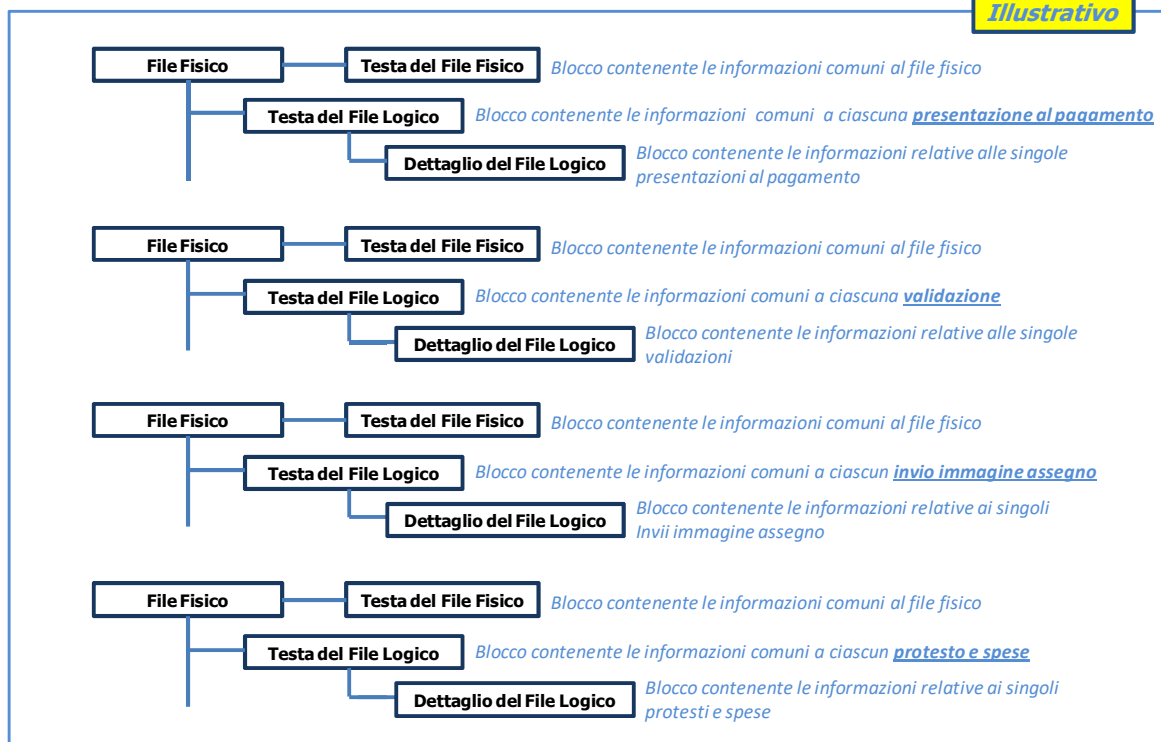 Illustrativo
File Fisico
Testa del File Fisico
Blocco contenente le informazioni comuni al file fisico
Testa del File Logico
Blocco contenente le informazioni comuni a ciascuna presentazione al pagamento
Dettaglio del File Logico
Blocco contenente le informazioni relative alle singole
presentazioni al pagamento
File Fisico
Testa del File Fisico
Blocco contenente le informazioni comuni al file fisico
Testa del File Logico
Blocco contenente le informazioni comuni a ciascuna validazione
Dettaglio del File Logico
Blocco contenente le informazioni relative alle singole
validazioni
File Fisico
Testa del File Fisico
Blocco contenente le informazioni comuni al file fisico
Testa del File Logico
Blocco contenente le informazioni comuni a ciascun invio immagine assegno
Dettaglio del File Logico
Blocco contenente le informazioni relative ai singoli
Invii immagine assegno
File Fisico
Testa del File Fisico
Blocco contenente le informazioni comuni al file fisico
Testa del File Logico
Blocco contenente le informazioni comuni a ciascun protesto e spese
Dettaglio del File Logico
Blocco contenente le informazioni relative ai singoli
protesti e spese